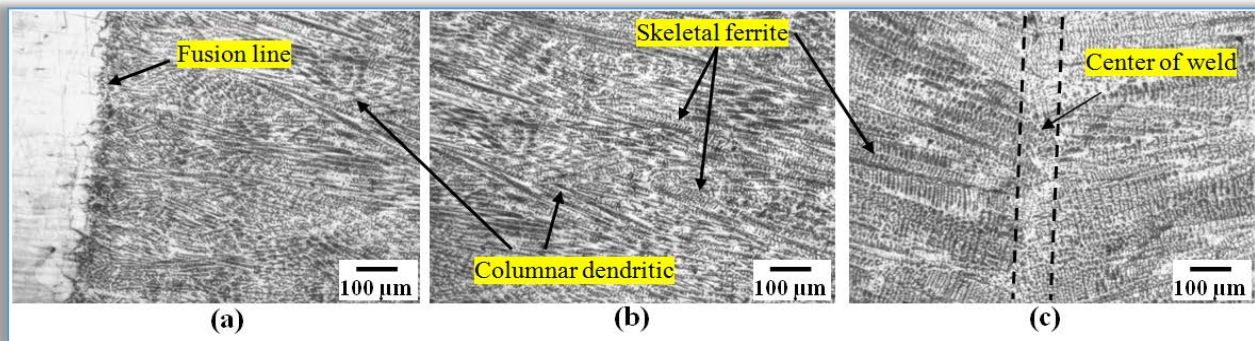 Fusion line
Skeletal ferrite
Center of weld
Columnar dendritic
100 μm
100 μm
100 μm
(a)
(b)
(c)